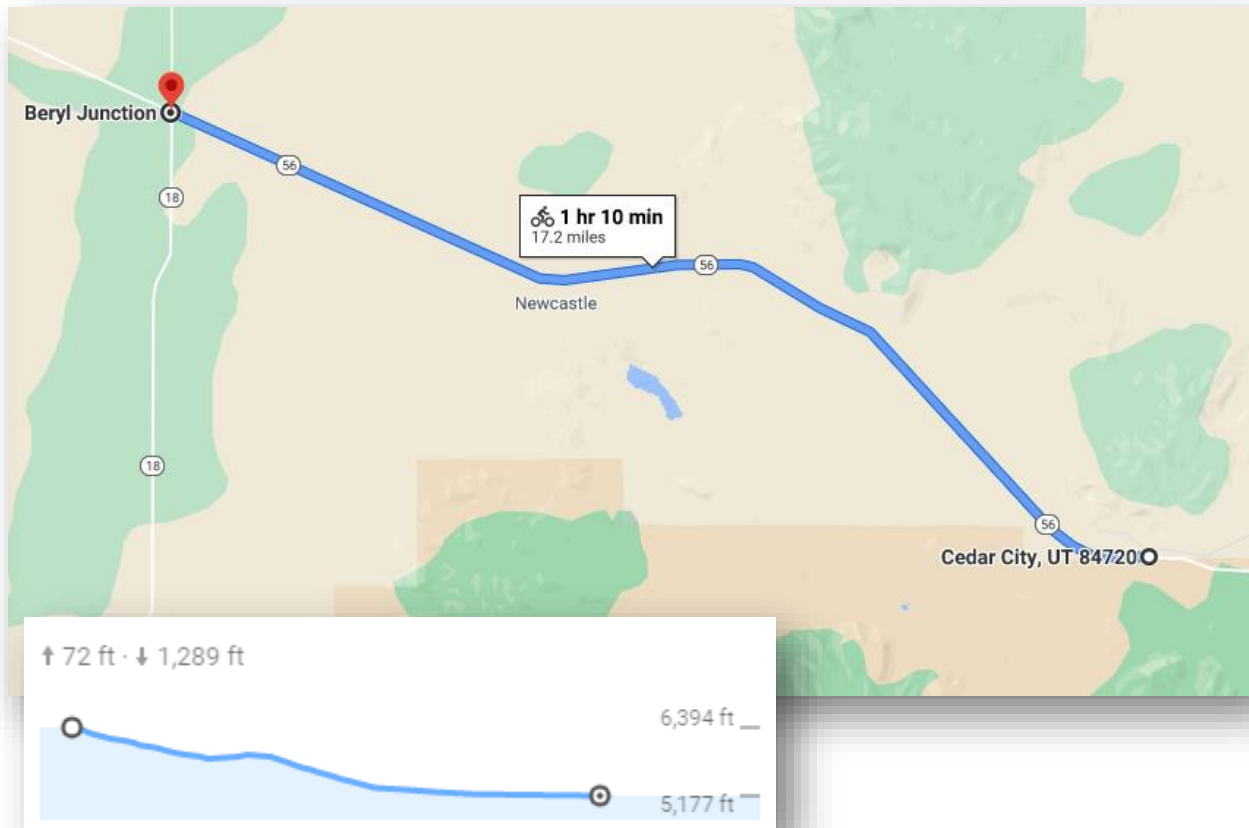 Beryl Junction
56
18
1 hr 10 min
17.2 miles
56
Newcastle
18
56
Cedar City, UT 84720
↑ 72 ft · ↓ 1,289 ft
6,394 ft
5,177 ft